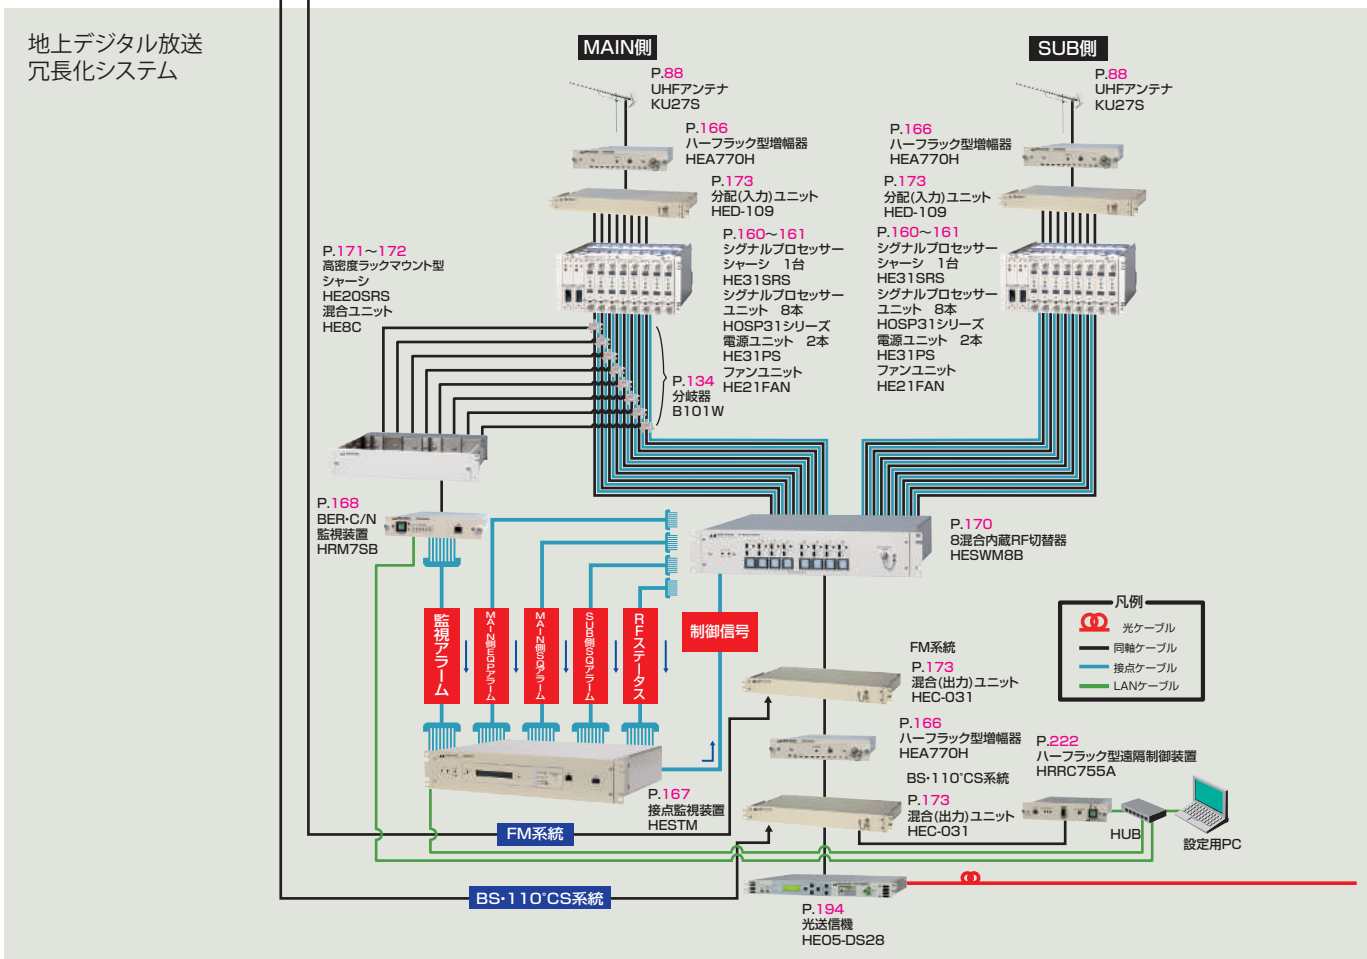 地上デジタル放送
冗長化システム
MAIN側
SUB側
P.88
UHFアンテナ
KU27S
P.88
UHFアンテナ
KU27S
P.166
ハーフラック型増幅器
HEA770H
P.166
ハーフラック型増幅器
HEA770H
P.173
分配(入力)ユニット
HED-109
P.173
分配(入力)ユニット
HED-109
P.160～161
シグナルプロセッサー
シャーシ 1台
HE31SRS
シグナルプロセッサー
ユニット 8本
HOSP31シリーズ
電源ユニット 2本
HE31PS
ファンユニット
HE21FAN
P.160～161
シグナルプロセッサー
シャーシ 1台
HE31SRS
シグナルプロセッサー
ユニット 8本
HOSP31シリーズ
電源ユニット 2本
HE31PS
ファンユニット
HE21FAN
P.171～172
高密度ラックマウント型
シャーシ
HE20SRS
混合ユニット
HE8C
P.134
分岐器
B101W
P.168
BER・C/N
監視装置
HRM7SB
P.170
8混合内蔵RF切替器
HESWM8B
監視アラーム
MAIN側EQPアラーム
MAIN側SQアラーム
SUB側SQアラーム
RFステータス
制御信号
凡例
光ケーブル
同軸ケーブル
接点ケーブル
LANケーブル
FM系統
P.173
混合(出力)ユニット
HEC-031
P.166
ハーフラック型増幅器
HEA770H
BS・110°CS系統
P.173
混合(出力)ユニット
HEC-031
P.222
ハーフラック型遠隔制御装置
HRRC755A
HUB
設定用PC
P.167
接点監視装置
HESTM
FM系統
BS・110°CS系統
P.194
光送信機
HEO5-DS28